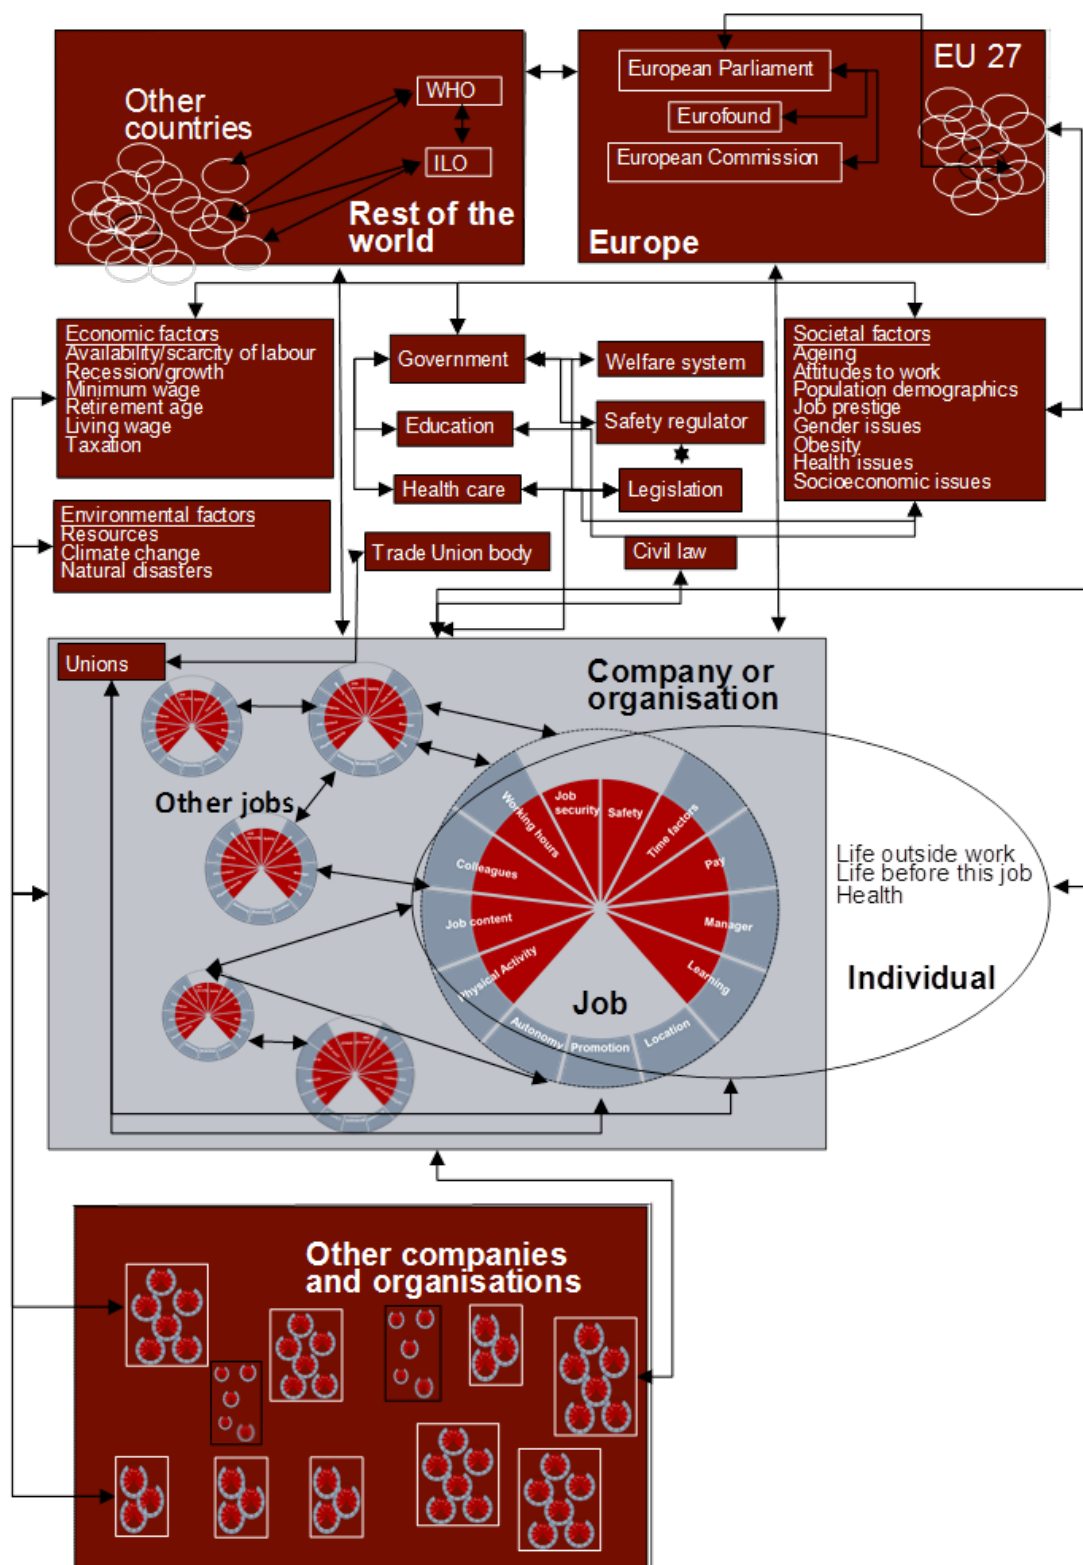 Other
countries
WHO
ILO
Rest of the
world
European Parliament
Eurofound
European Commission
EU 27
Europe
Economic factors
Availability/scarcity of labour
Recession/growth
Minimum wage
Retirement age
Living wage
Taxation
Environmental factors
Resources
Climate change
Natural disasters
Government
Education
Health care
Trade Union body
Welfare system
Safety regulator
Legislation
Civil law
Societal factors
Ageing
Attitudes to work
Population demographics
Job prestige
Gender issues
Obesity
Health issues
Socioeconomic issues
Unions
Company or
organisation
Other jobs
Working hours
Job
security
Safety
Time factors
Pay
Manager
Learning
Location
Promotion
Autonomy
Physical Activity
Job content
Colleagues
Job
Life outside work
Life before this job
Health
Individual
Other companies
and organisations